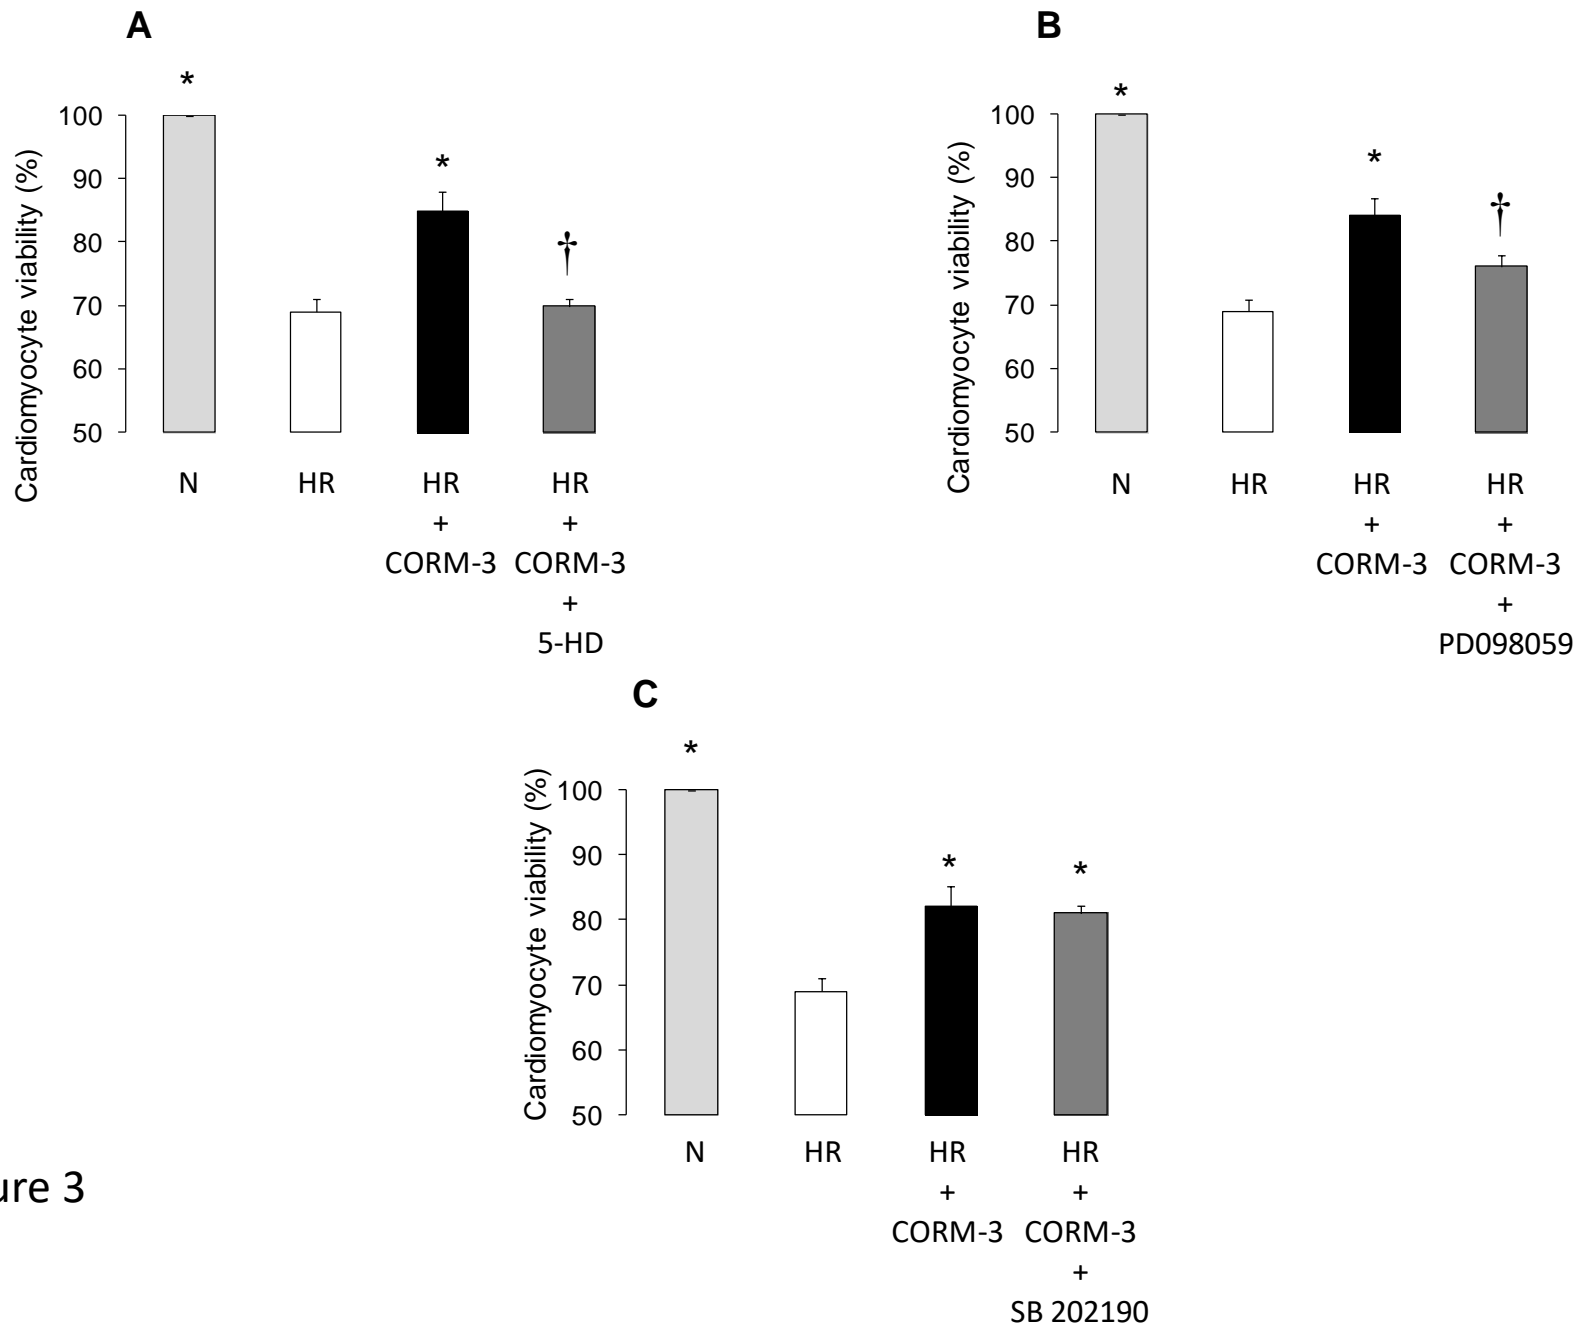 A
*
*
†
100
90
80
70
60
50
Cardiomyocyte viability (%)
N
HR
HR
+
CORM-3
HR
+
CORM-3
+
5-HD
B
*
*
†
100
90
80
70
60
50
Cardiomyocyte viability (%)
N
HR
HR
+
CORM-3
HR
+
CORM-3
+
PD098059
C
*
*
*
100
90
80
70
60
50
Cardiomyocyte viability (%)
N
HR
HR
+
CORM-3
HR
+
CORM-3
+
SB 202190
ure 3